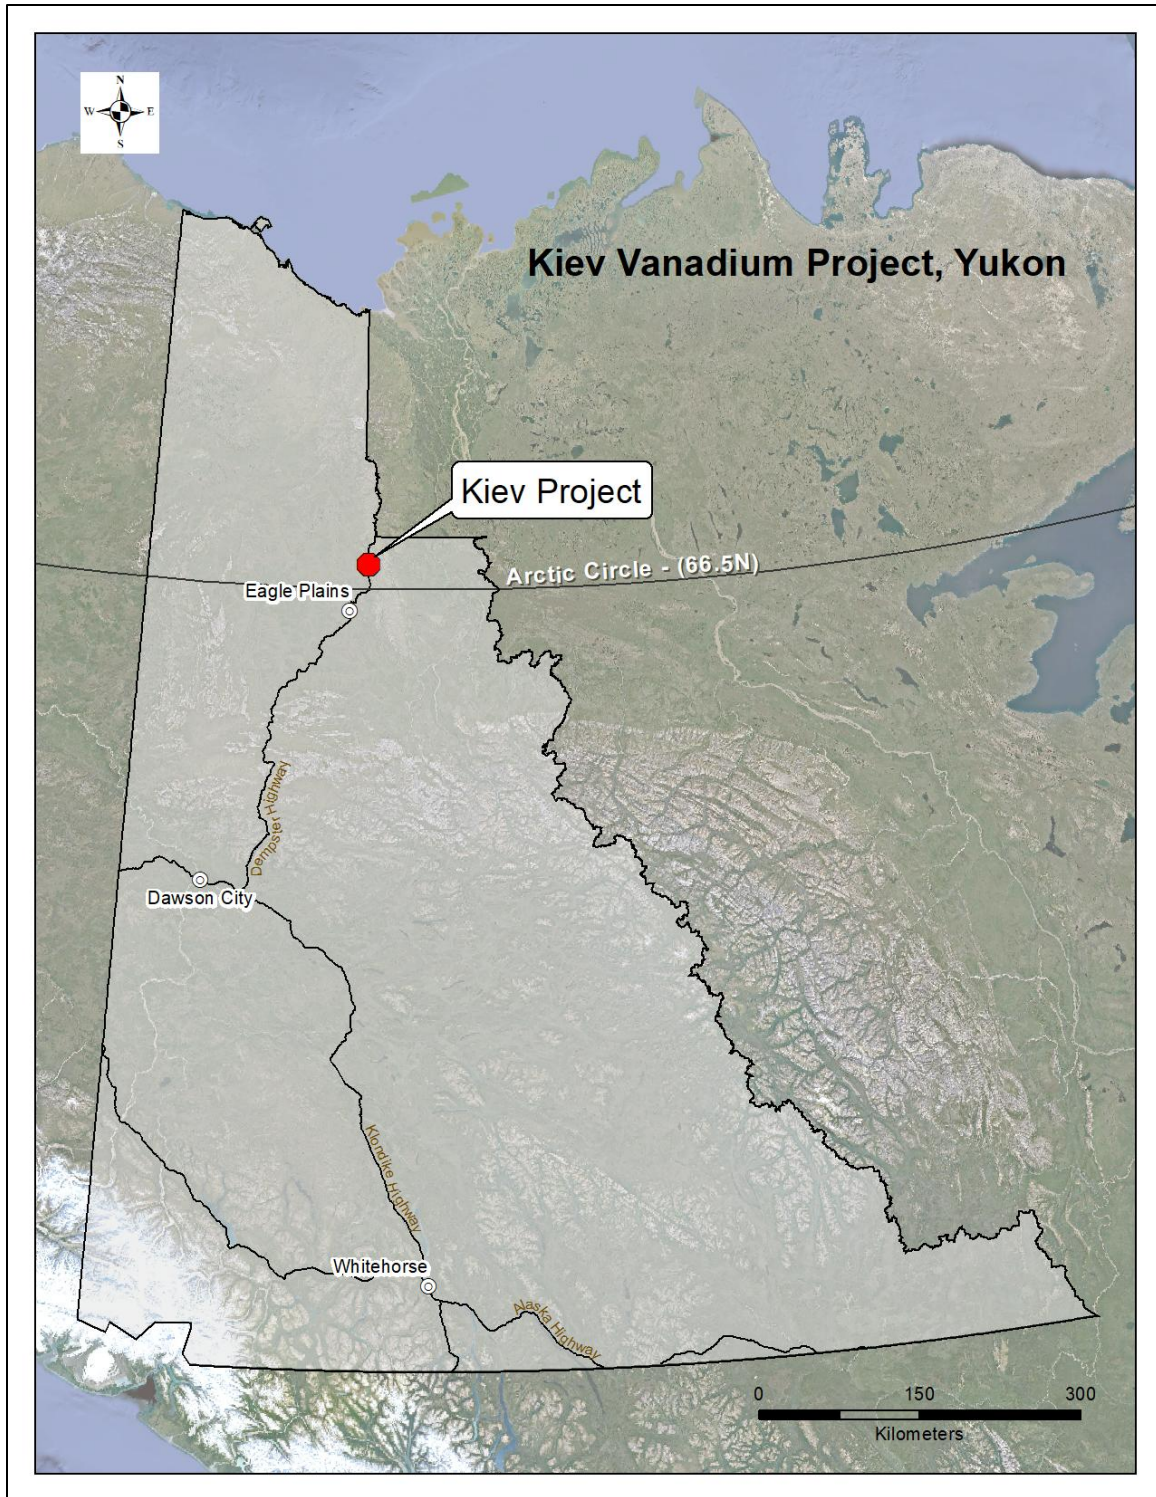 N
W E
S
Kiev Vanadium Project, Yukon
Kiev Project
Arctic Circle - (66.5N)
Eagle Plains
Dempster Highway
Dawson City
Klondike Highway
Whitehorse
Alaska Highway
0 150 300
Kilometers